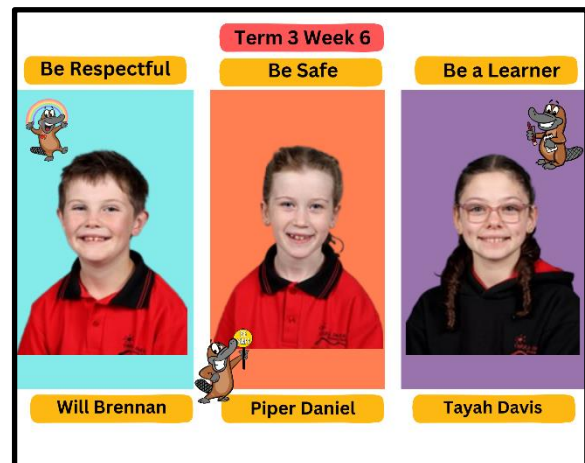 Term 3 Week 6
Be Respectful
Be Safe
Be a Learner
Will Brennan
Piper Daniel
Tayah Davis